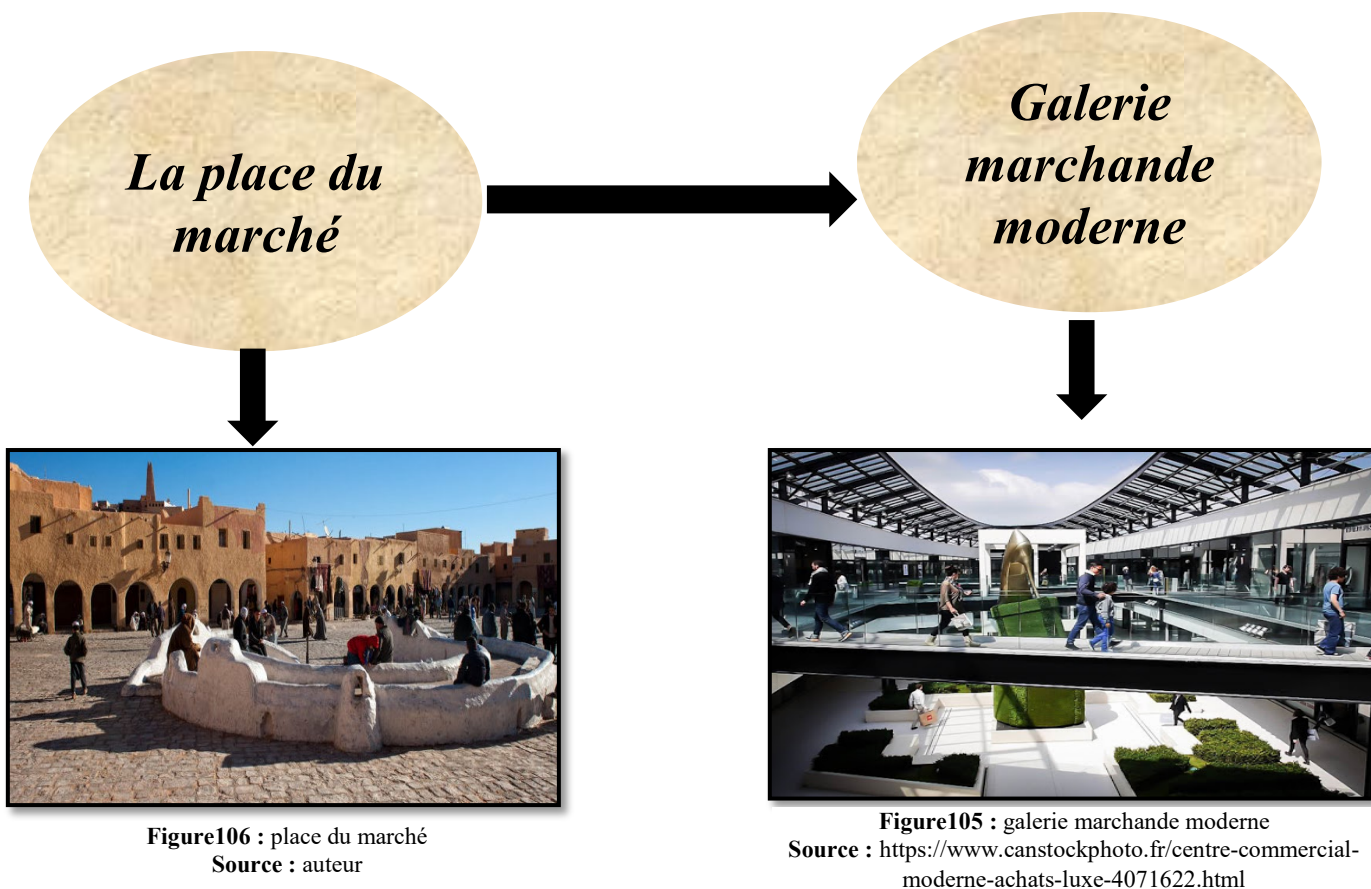 La place du
marché
Galerie
marchande
moderne
Figure106 : place du marché
Source : auteur
Figure105 : galerie marchande moderne
Source : https://www.canstockphoto.fr/centre-commercial-
moderne-achats-luxe-4071622.html